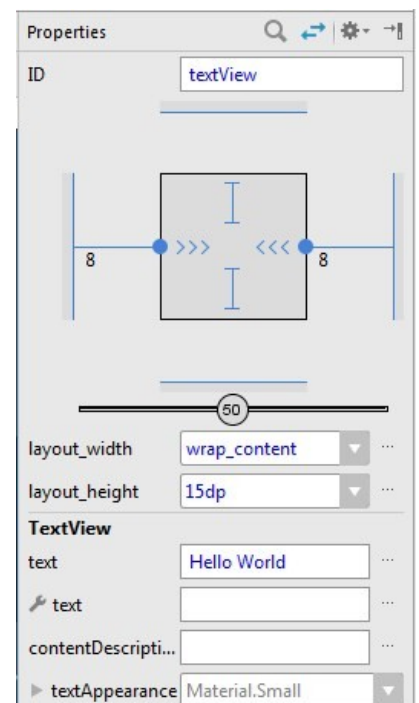 Properties
ID textView
8 >>> <<< 8
50
layout_width wrap_content ...
layout_height 15dp ...
TextView
text Hello World ...
text ...
contentDescripti... ...
textAppearance Material.Small